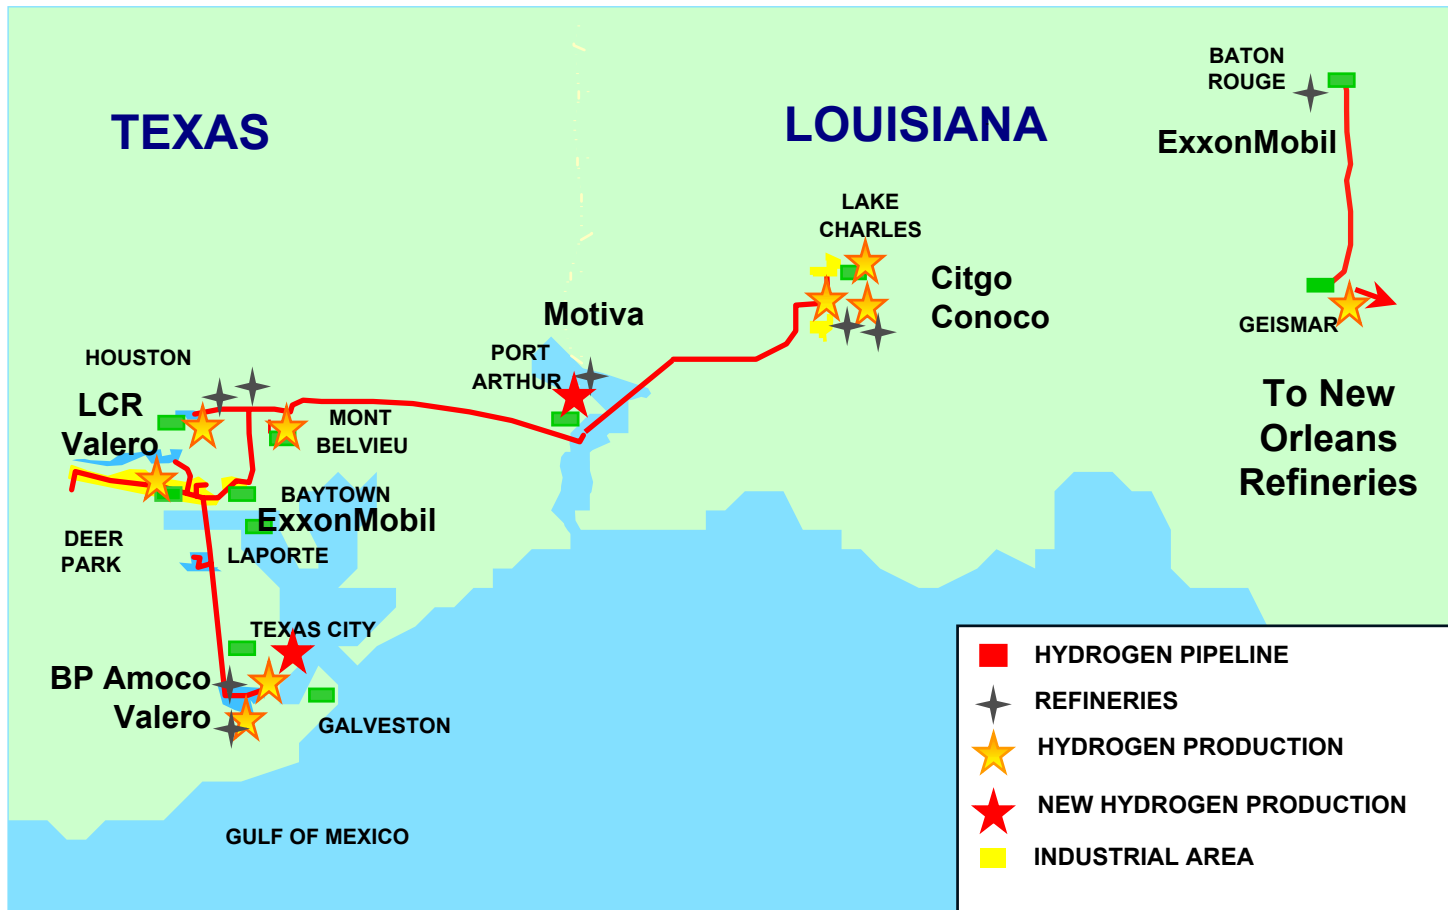 TEXAS
LOUISIANA
BATON
ROUGE
ExxonMobil
LAKE
CHARLES
Citgo
Conoco
GEISMAR
To New
Orleans
Refineries
Motiva
PORT
ARTHUR
HOUSTON
LCR
Valero
MONT
BELVIEU
BAYTOWN
ExxonMobil
DEER
PARK
LAPORTE
TEXAS CITY
BP Amoco
Valero
GALVESTON
GULF OF MEXICO
HYDROGEN PIPELINE
REFINERIES
HYDROGEN PRODUCTION
NEW HYDROGEN PRODUCTION
INDUSTRIAL AREA